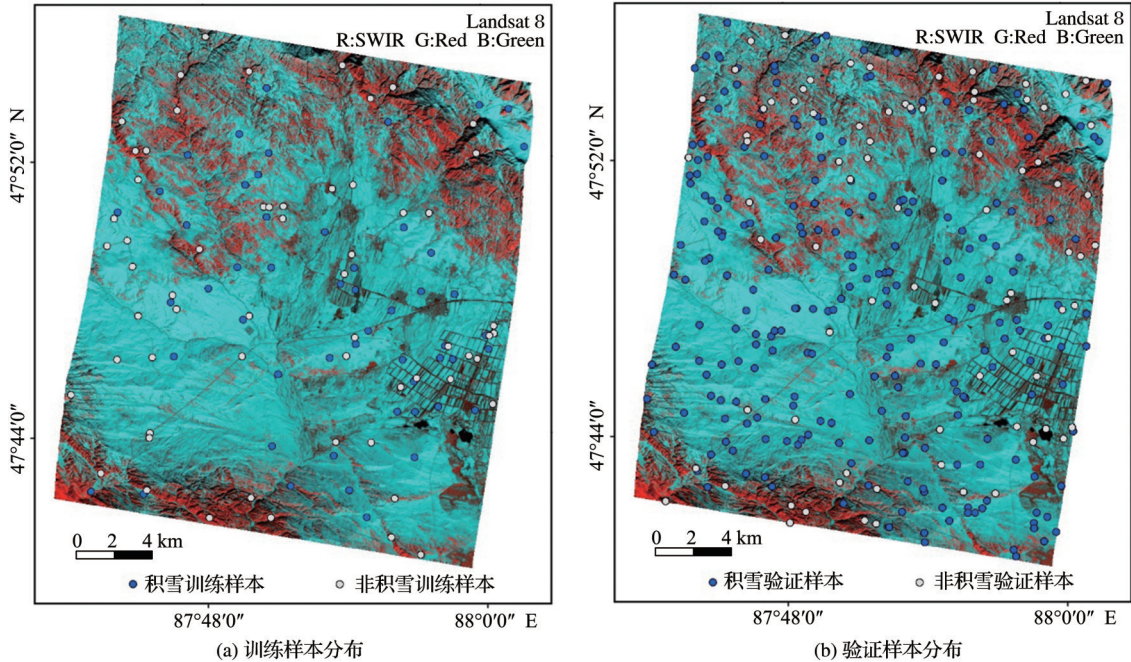 Landsat 8
R:SWIR G:Red B:Green
47°52′0″ N
47°44′0″
0 2 4 km
积雪训练样本 非积雪训练样本
87°48′0″ 88°0′0″ E
(a) 训练样本分布
Landsat 8
R:SWIR G:Red B:Green
47°52′0″ N
47°44′0″
0 2 4 km
积雪验证样本 非积雪验证样本
87°48′0″ 88°0′0″ E
(b) 验证样本分布